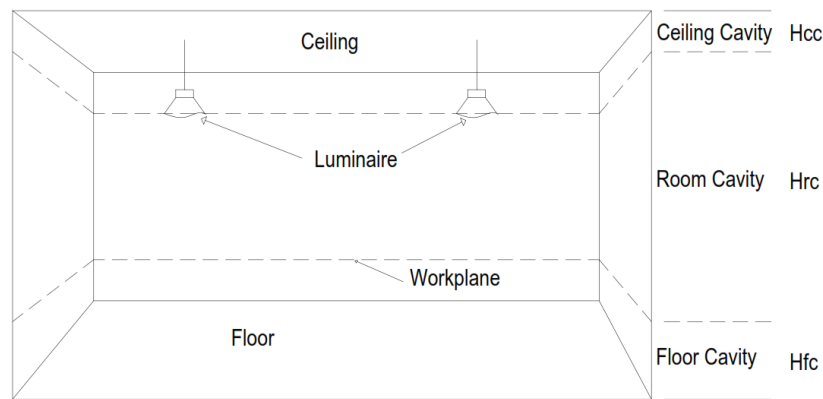 Ceiling
Ceiling Cavity Hcc
Luminaire
Room Cavity Hrc
Workplane
Floor
Floor Cavity Hfc